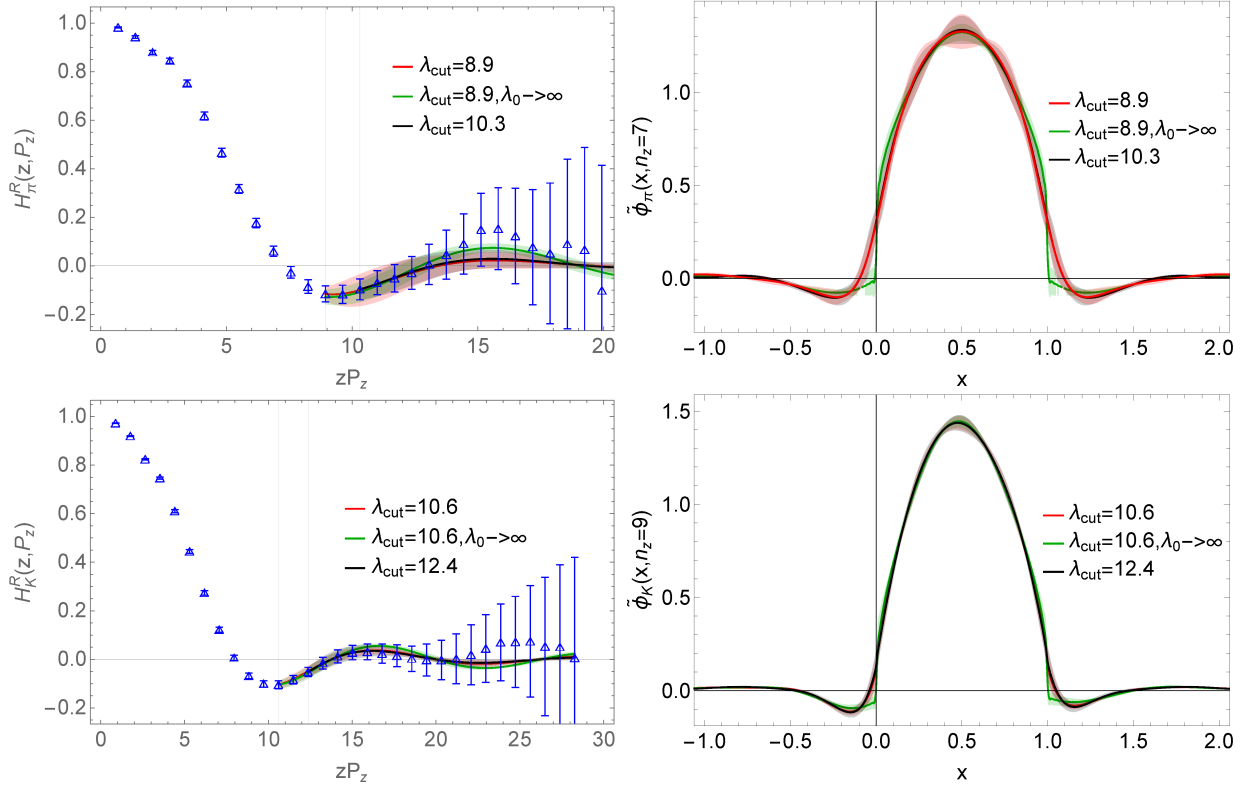 1.0
0.8
0.6
0.4
0.2
0.0
−0.2
H^R_π(z,P_z)
λ_cut=8.9
λ_cut=8.9,λ_0->∞
λ_cut=10.3
0 5 10 15 20
zP_z
1.0
0.5
0.0
ϕ̃_π(x,n_z=7)
λ_cut=8.9
λ_cut=8.9,λ_0->∞
λ_cut=10.3
−1.0 −0.5 0.0 0.5 1.0 1.5 2.0
x
1.0
0.8
0.6
0.4
0.2
0.0
−0.2
H^R_K(z,P_z)
λ_cut=10.6
λ_cut=10.6,λ_0->∞
λ_cut=12.4
0 5 10 15 20 25 30
zP_z
1.5
1.0
0.5
0.0
ϕ̃_K(x,n_z=9)
λ_cut=10.6
λ_cut=10.6,λ_0->∞
λ_cut=12.4
−1.0 −0.5 0.0 0.5 1.0 1.5 2.0
x